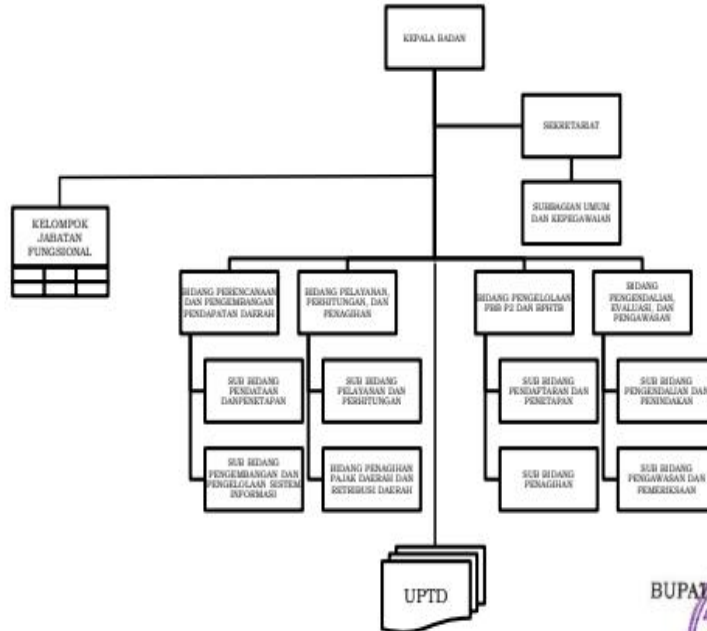 KEPALA BADAN
SEKRETARIAT
SUBBAGIAN UMUM
DAN KEPEGAWAIAN
KELOMPOK
JABATAN
FUNGSIONAL
BIDANG PERENCANAAN
DAN PENGEMBANGAN
PENDAPATAN DAERAH
BIDANG PELAYANAN,
PERHITUNGAN, DAN
PENAGIHAN
BIDANG PENGELOLAAN
PBB P2 DAN BPHTB
BIDANG
PENGENDALIAN,
EVALUASI, DAN
PENGAWASAN
SUB BIDANG
PENDATAAN
DANPENETAPAN
SUB BIDANG
PELAYANAN DAN
PERHITUNGAN
SUB BIDANG
PENDAFTARAN DAN
PENETAPAN
SUB BIDANG
PENGENDALIAN DAN
PENINDAKAN
SUB BIDANG
PENGEMBANGAN DAN
PENGELOLAAN SISTEM
INFORMASI
BIDANG PENAGIHAN
PAJAK DAERAH DAN
RETRIBUSI DAERAH
SUB BIDANG
PENAGIHAN
SUB BIDANG
PENGAWASAN DAN
PEMERIKSAAN
UPTD